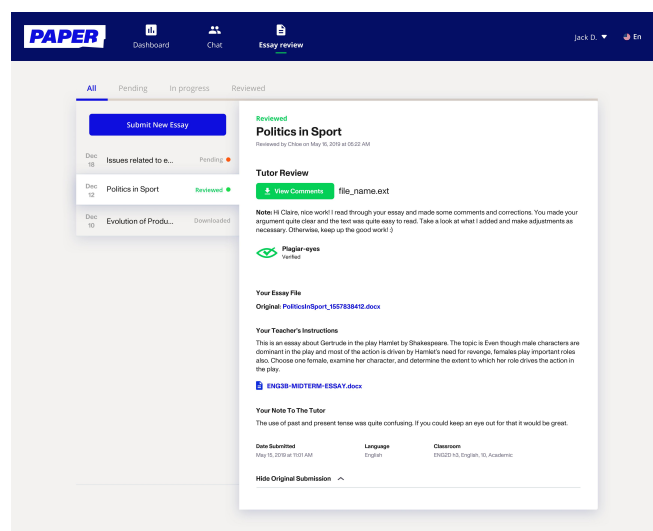 PAPER
Dashboard
Chat
Essay review
Jack D.
En
All
Pending
In progress
Reviewed
Submit New Essay
Dec
18
Issues related to e...
Pending
Dec
12
Politics in Sport
Reviewed
Dec
10
Evolution of Produ...
Downloaded
Reviewed
Politics in Sport
Reviewed by Chloe on May 16, 2019 at 05:22 AM
Tutor Review
View Comments
file_name.ext
Note: Hi Claire, nice work! I read through your essay and made some comments and corrections. You made your
argument quite clear and the text was quite easy to read. Take a look at what I added and make adjustments as
necessary. Otherwise, keep up the good work! :)
Plagiar-eyes
Verified
Your Essay File
Original: PoliticsInSport_1557838412.docx
Your Teacher's Instructions
This is an essay about Gertrude in the play Hamlet by Shakespeare. The topic is Even though male characters are
dominant in the play and most of the action is driven by Hamlet's need for revenge, females play important roles
also. Choose one female, examine her character, and determine the extent to which her role drives the action in
the play.
ENG3B-MIDTERM-ESSAY.docx
Your Note To The Tutor
The use of past and present tense was quite confusing. If you could keep an eye out for that it would be great.
Date Submitted
May 15, 2019 at 11:01 AM
Language
English
Classroom
ENG2D h3, English, 10, Academic
Hide Original Submission